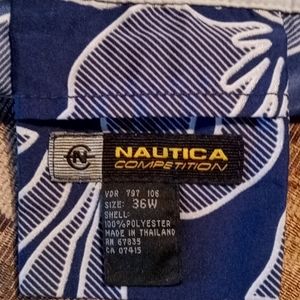 N
NAUTICA
COMPETITION
VDR 797 106
SIZE: 36W
SHELL:
100%POLYESTER
MADE IN THAILAND
RN 67835
CA 07415